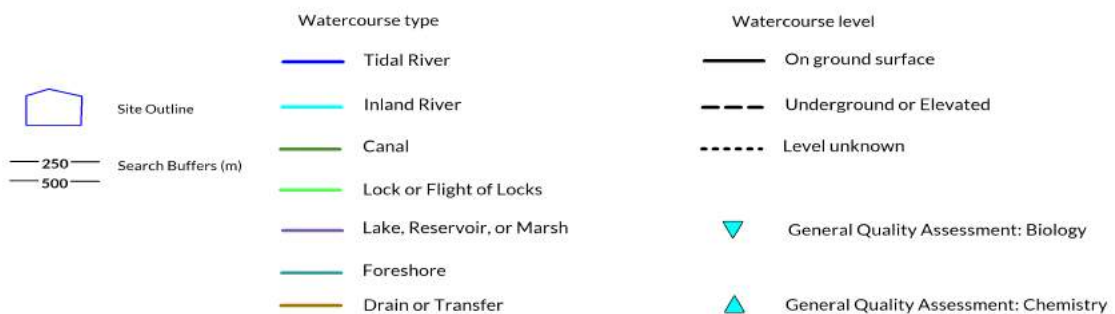 Watercourse type
Watercourse level
Tidal River
On ground surface
Site Outline
Inland River
Underground or Elevated
250
500
Search Buffers (m)
Canal
Level unknown
Lock or Flight of Locks
Lake, Reservoir, or Marsh
General Quality Assessment: Biology
Foreshore
Drain or Transfer
General Quality Assessment: Chemistry